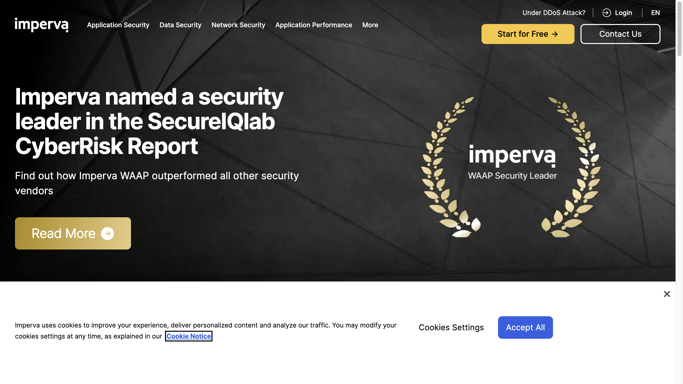 Under DDoS Attack? Login EN
imperva Application Security Data Security Network Security Application Performance More
Start for Free → Contact Us
Imperva named a security
leader in the SecureIQlab
CyberRisk Report
Find out how Imperva WAAP outperformed all other security
vendors
Read More
imperva
WAAP Security Leader
Imperva uses cookies to improve your experience, deliver personalized content and analyze our traffic. You may modify your
cookies settings at any time, as explained in our Cookie Notice
Cookies Settings Accept All